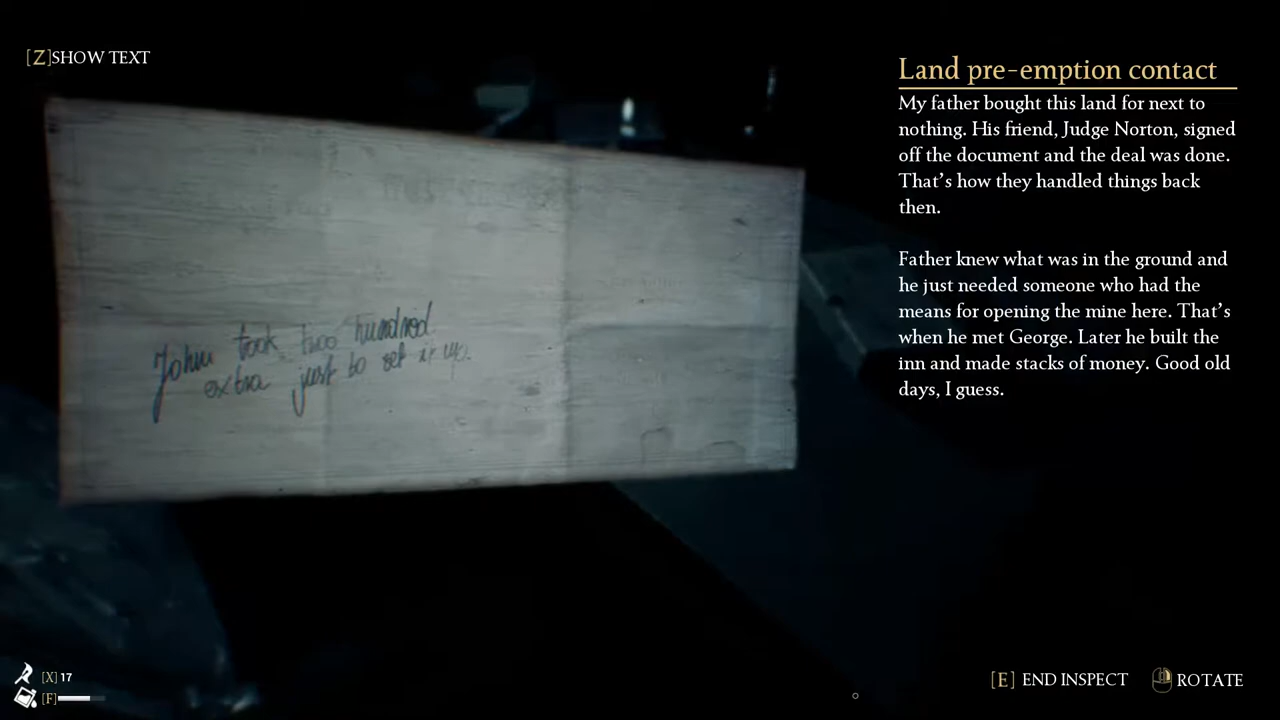 [Z]SHOW TEXT
John took two hundred
extra just to set it up.
Land pre-emption contact
My father bought this land for next to
nothing. His friend, Judge Norton, signed
off the document and the deal was done.
That's how they handled things back
then.
Father knew what was in the ground and
he just needed someone who had the
means for opening the mine here. That's
when he met George. Later he built the
inn and made stacks of money. Good old
days, I guess.
[X] 17
[F]
[E] END INSPECT
ROTATE